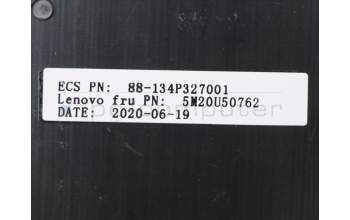 ECS PN: 88-134P327001
Lenovo fru PN: 5M20U50762
DATE: 2020-06-19